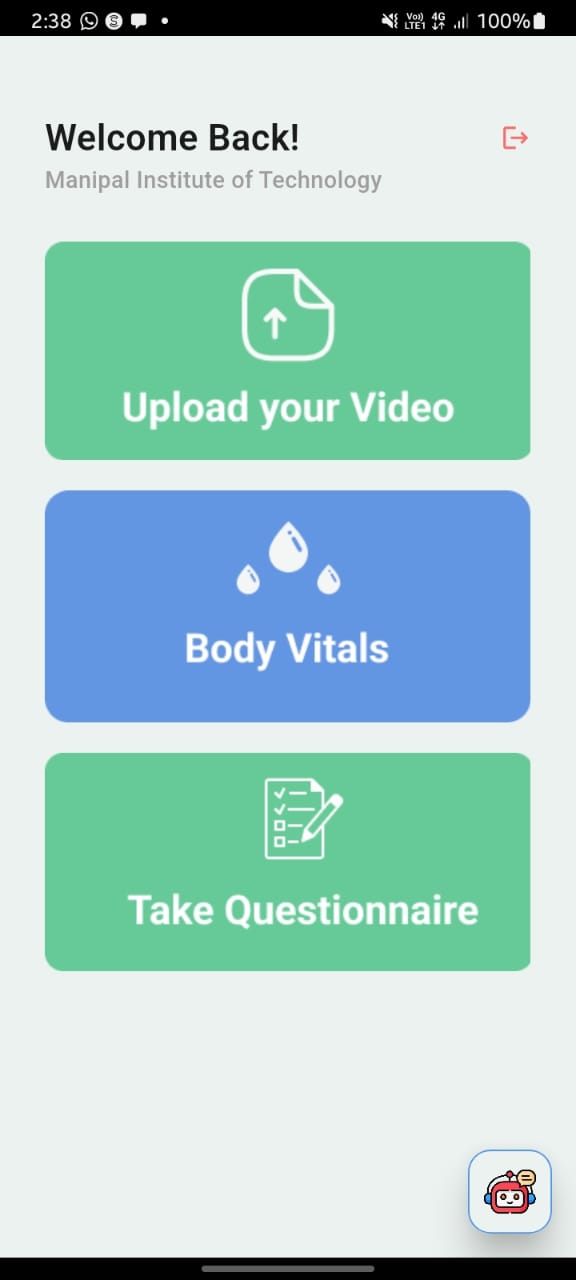 2:38
Vo)) 4G
LTE1
100%
Welcome Back!
Manipal Institute of Technology
Upload your Video
Body Vitals
Take Questionnaire